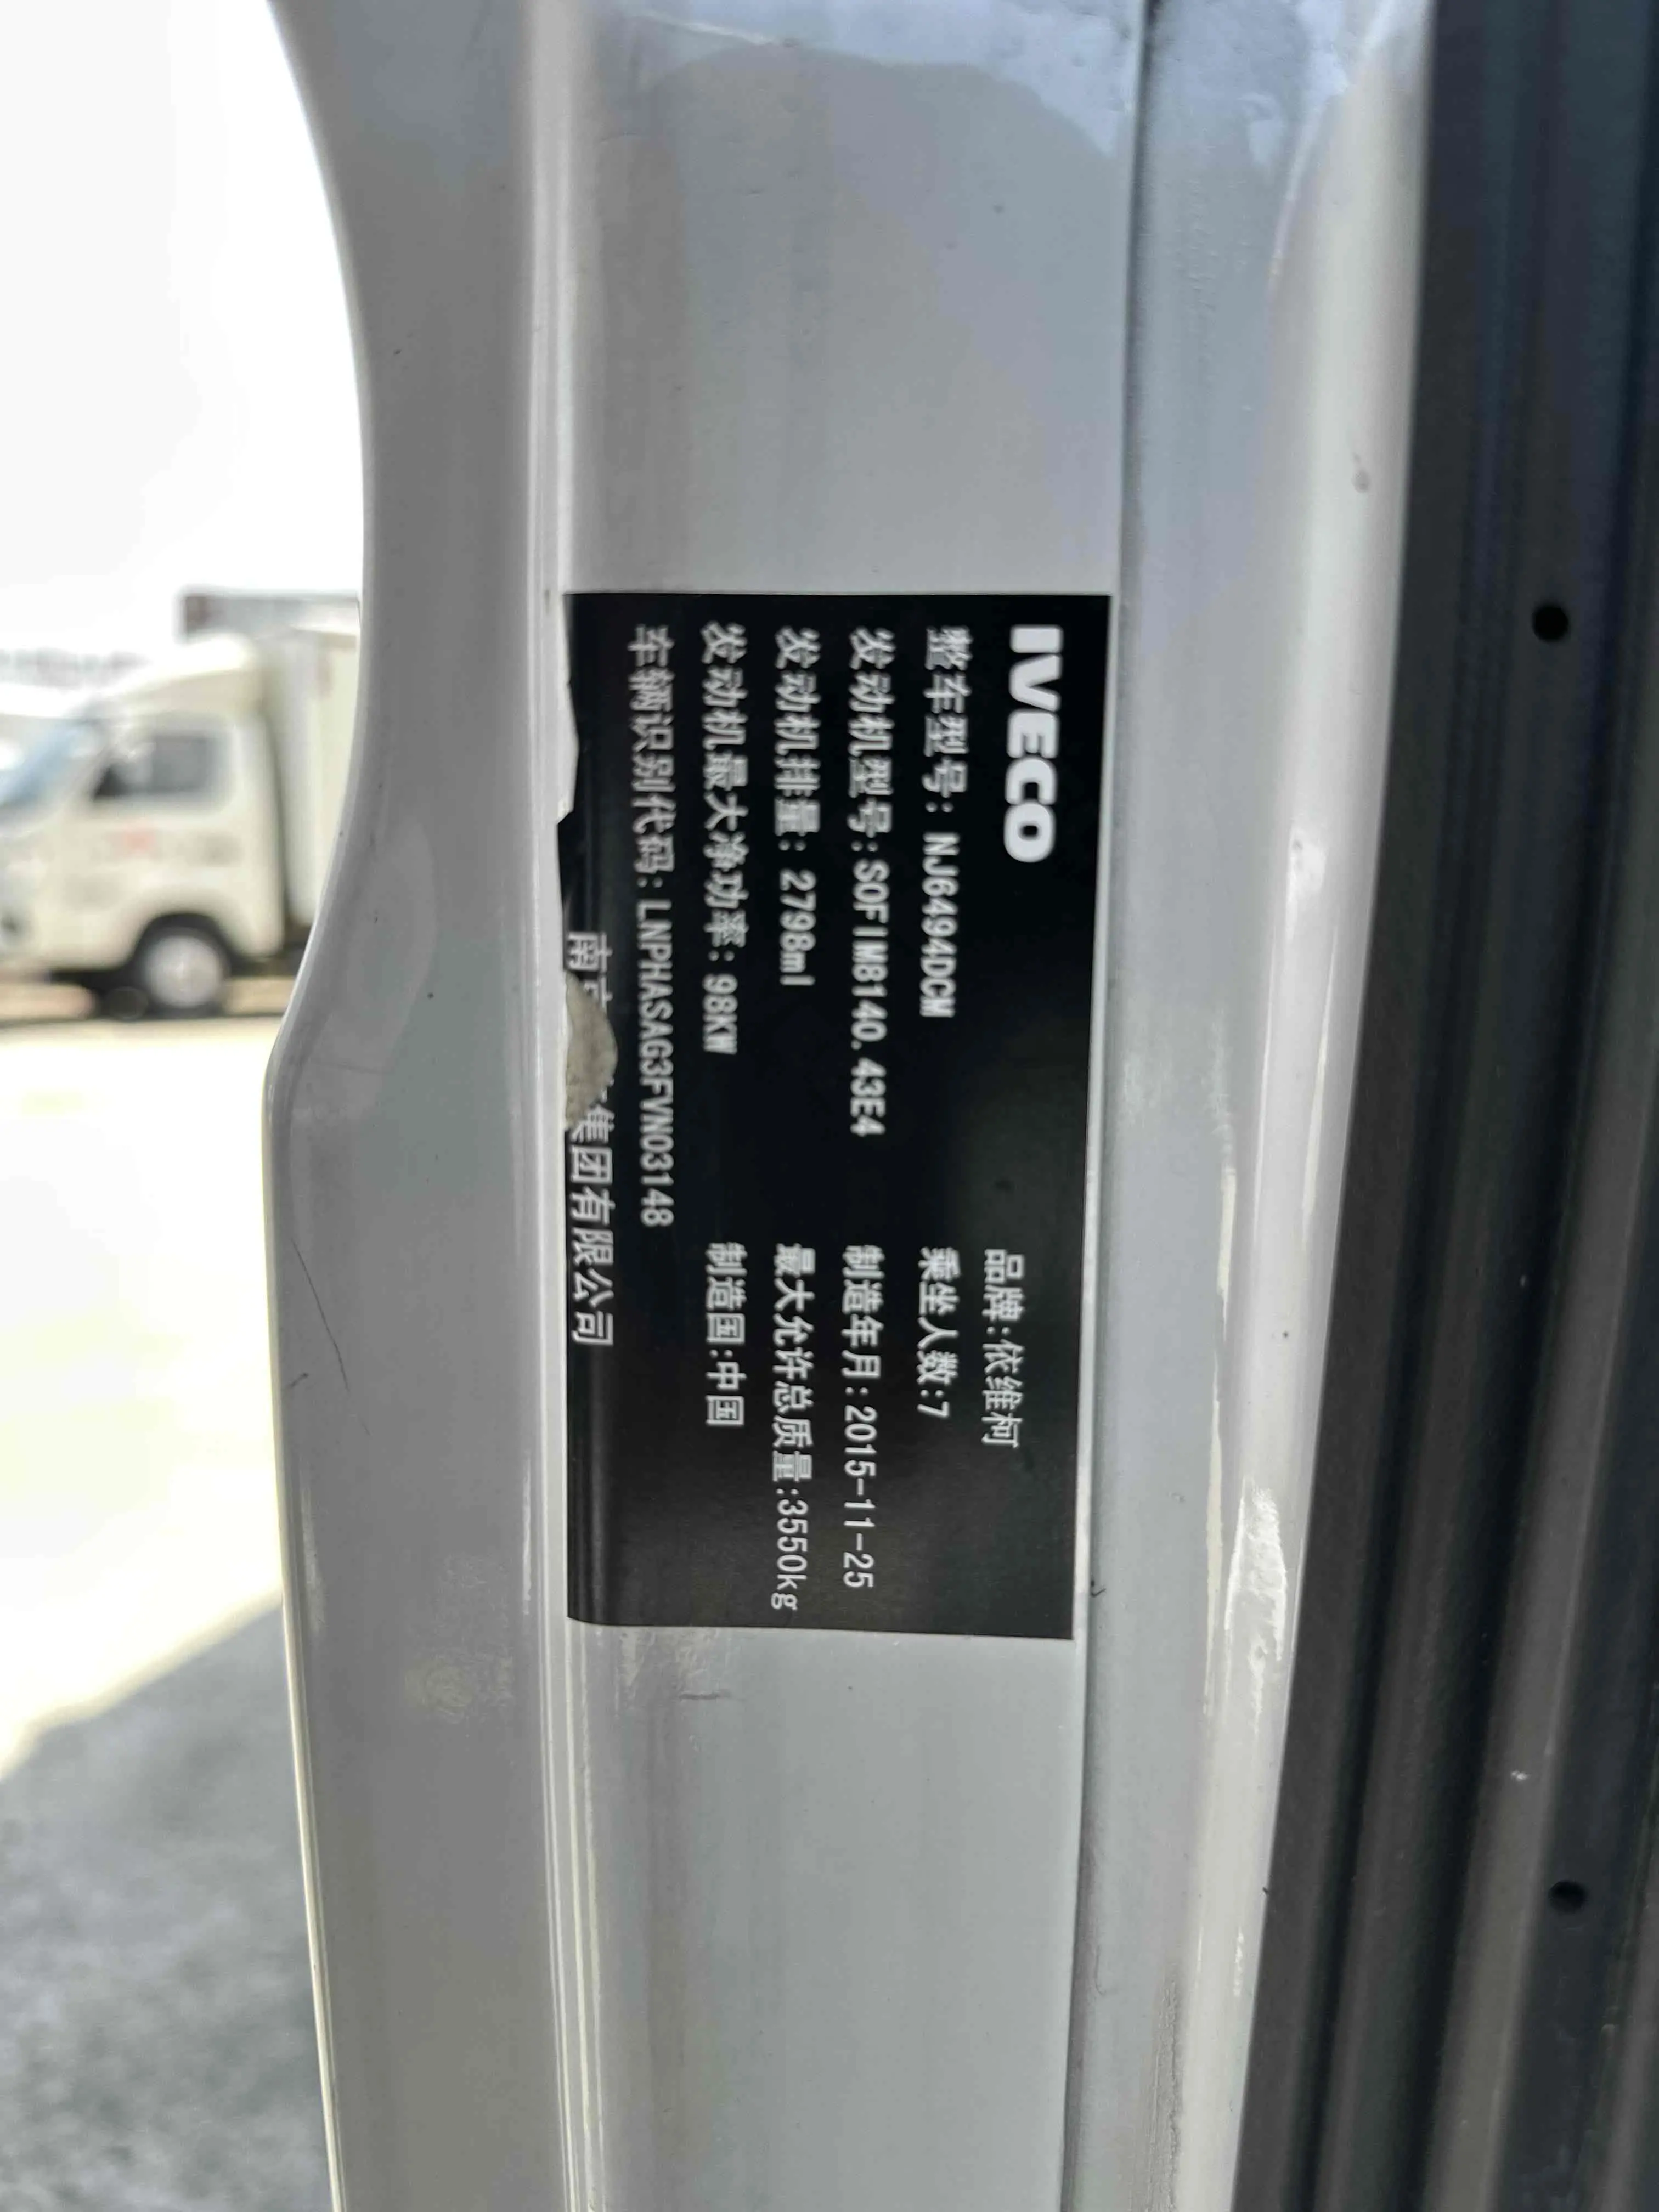 IVECO
品牌:依维柯
整车型号: NJ6494DCM
乘坐人数:7
发动机型号:SOFIM8140.43E4
制造年月:2015-11-25
发动机排量: 2798ml
最大允许总质量:3550kg
发动机最大净功率: 98KW
制造国:中国
车辆识别代码: LNPHASAG3FVN03148
南 集团有限公司